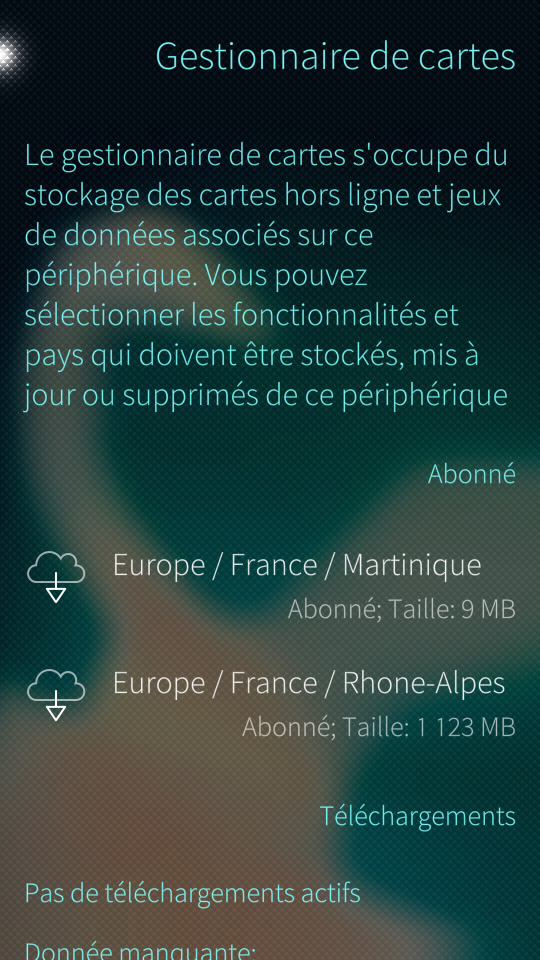 Gestionnaire de cartes
Le gestionnaire de cartes s'occupe du
stockage des cartes hors ligne et jeux
de données associés sur ce
périphérique. Vous pouvez
sélectionner les fonctionnalités et
pays qui doivent être stockés, mis à
jour ou supprimés de ce périphérique
Abonné
Europe / France / Martinique
Abonné; Taille: 9 MB
Europe / France / Rhone-Alpes
Abonné; Taille: 1 123 MB
Téléchargements
Pas de téléchargements actifs
Donnée manquante: